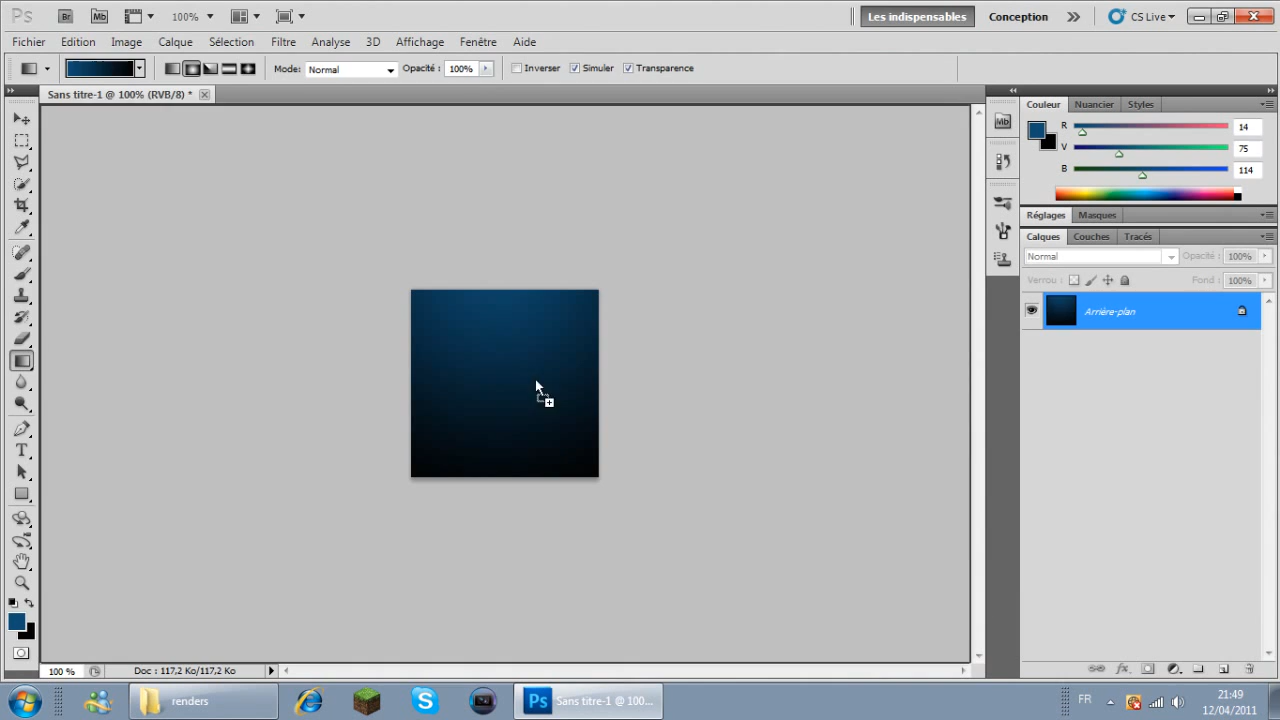 Ps Br Mb 100% Les indispensables Conception CS Live
Fichier Edition Image Calque Sélection Filtre Analyse 3D Affichage Fenêtre Aide
Mode: Normal Opacité : 100% Inverser Simuler Transparence
Sans titre-1 @ 100% (RVB/8) *
Couleur Nuancier Styles
R 14
V 75
B 114
Mb
Réglages Masques
Calques Couches Tracés
Normal Opacité : 100%
Verrou : Fond : 100%
Arrière-plan
T
100 % Doc : 117,2 Ko/117,2 Ko
fx
renders
Ps Sans titre-1 @ 100...
FR
21:49
12/04/2011